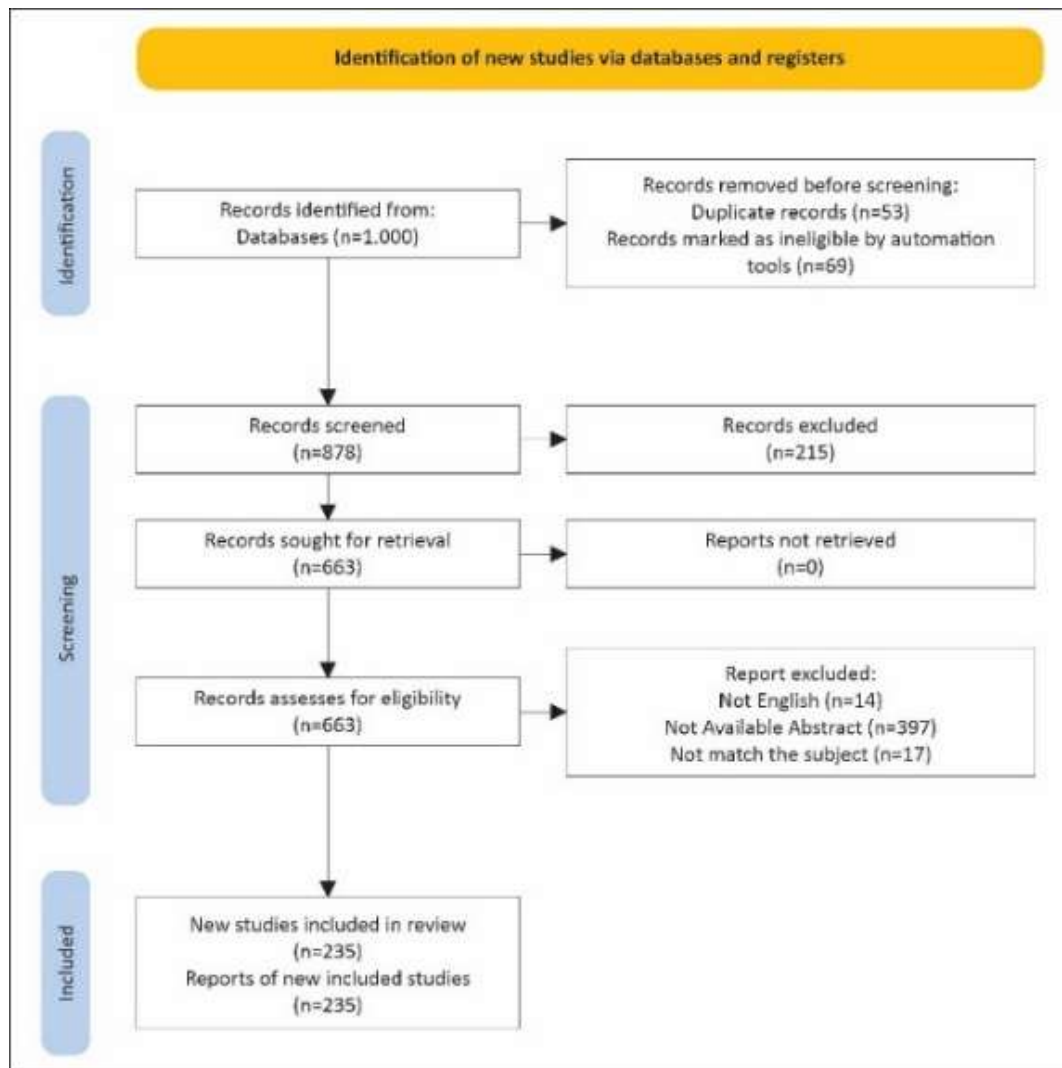 Identification of new studies via databases and registers
Identification
Records identified from:
Databases (n=1.000)
Records removed before screening:
Duplicate records (n=53)
Records marked as ineligible by automation
tools (n=69)
Screening
Records screened
(n=878)
Records excluded
(n=215)
Records sought for retrieval
(n=663)
Reports not retrieved
(n=0)
Records assesses for eligibility
(n=663)
Report excluded:
Not English (n=14)
Not Available Abstract (n=397)
Not match the subject (n=17)
Included
New studies included in review
(n=235)
Reports of new included studies
(n=235)